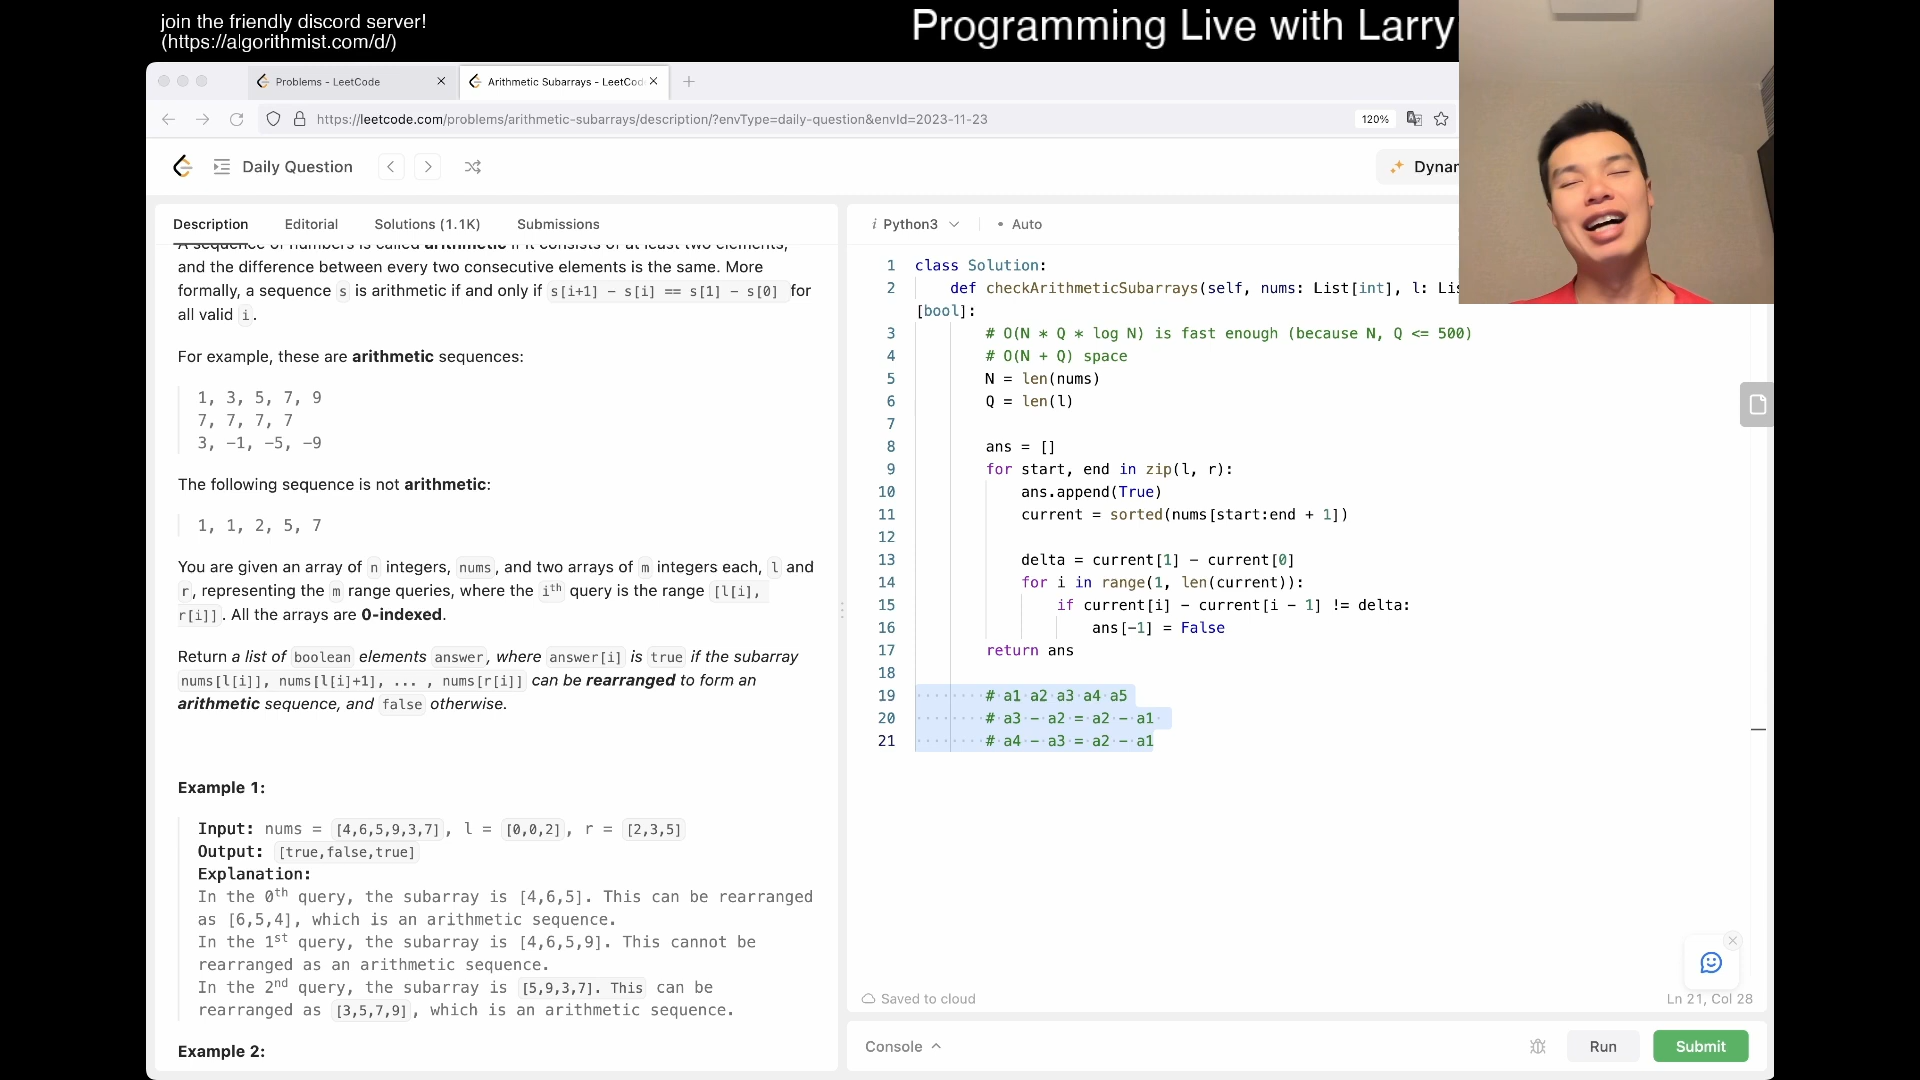 join the friendly discord server!
(https://algorithmist.com/d/)
Programming Live with Larry
Problems - LeetCode
Arithmetic Subarrays - LeetCod
https://leetcode.com/problems/arithmetic-subarrays/description/?envType=daily-question&envId=2023-11-23
120%
Daily Question
Dynam
Description
Editorial
Solutions (1.1K)
Submissions
A sequence of numbers is called arithmetic if it consists of at least two elements,
and the difference between every two consecutive elements is the same. More
formally, a sequence s is arithmetic if and only if s[i+1] - s[i] == s[1] - s[0] for
all valid i.
For example, these are arithmetic sequences:
1, 3, 5, 7, 9
7, 7, 7, 7
3, -1, -5, -9
The following sequence is not arithmetic:
1, 1, 2, 5, 7
You are given an array of n integers, nums, and two arrays of m integers each, l and
r, representing the m range queries, where the ith query is the range [l[i],
r[i]]. All the arrays are 0-indexed.
Return a list of boolean elements answer, where answer[i] is true if the subarray
nums[l[i]], nums[l[i]+1], ... , nums[r[i]] can be rearranged to form an
arithmetic sequence, and false otherwise.
Example 1:
Input: nums = [4,6,5,9,3,7], l = [0,0,2], r = [2,3,5]
Output: [true,false,true]
Explanation:
In the 0th query, the subarray is [4,6,5]. This can be rearranged
as [6,5,4], which is an arithmetic sequence.
In the 1st query, the subarray is [4,6,5,9]. This cannot be
rearranged as an arithmetic sequence.
In the 2nd query, the subarray is [5,9,3,7]. This can be
rearranged as [3,5,7,9], which is an arithmetic sequence.
Example 2:
i Python3
• Auto
1 class Solution:
2 def checkArithmeticSubarrays(self, nums: List[int], l: Lis
[bool]:
3 # O(N * Q * log N) is fast enough (because N, Q <= 500)
4 # O(N + Q) space
5 N = len(nums)
6 Q = len(l)
7
8 ans = []
9 for start, end in zip(l, r):
10 ans.append(True)
11 current = sorted(nums[start:end + 1])
12
13 delta = current[1] - current[0]
14 for i in range(1, len(current)):
15 if current[i] - current[i - 1] != delta:
16 ans[-1] = False
17 return ans
18
19 # a1 a2 a3 a4 a5
20 # a3 - a2 = a2 - a1
21 # a4 - a3 = a2 - a1
Saved to cloud
Ln 21, Col 28
Console
Run
Submit